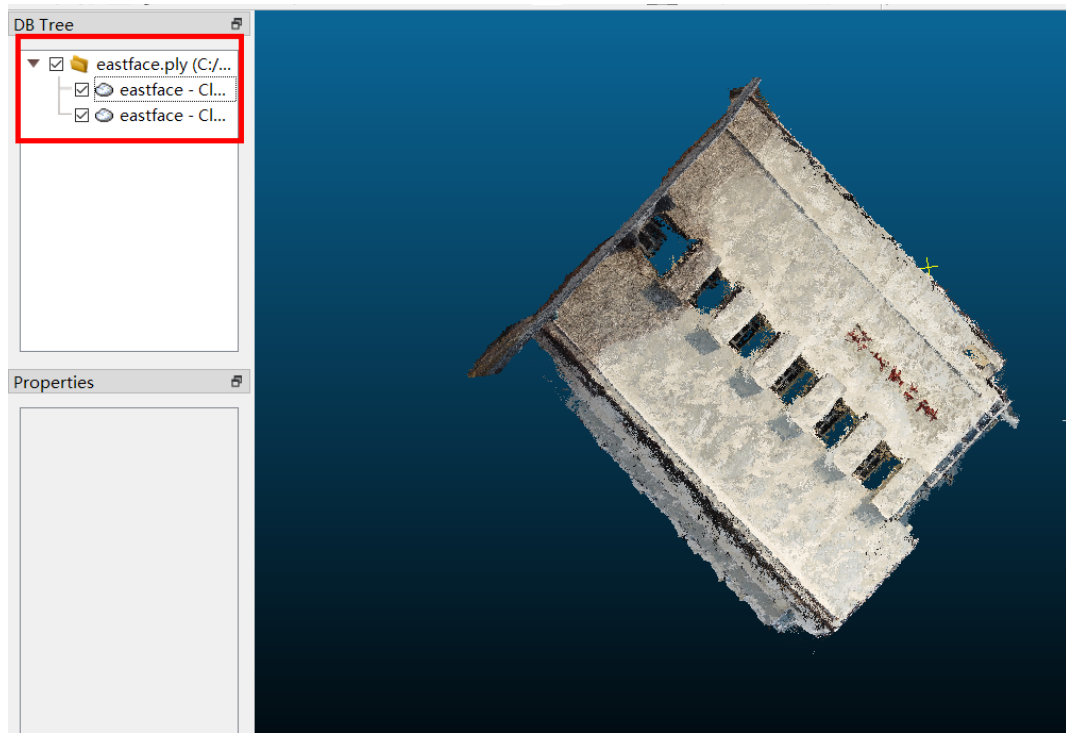 DB Tree
eastface.ply (C:/...
eastface - Cl...
eastface - Cl...
Properties